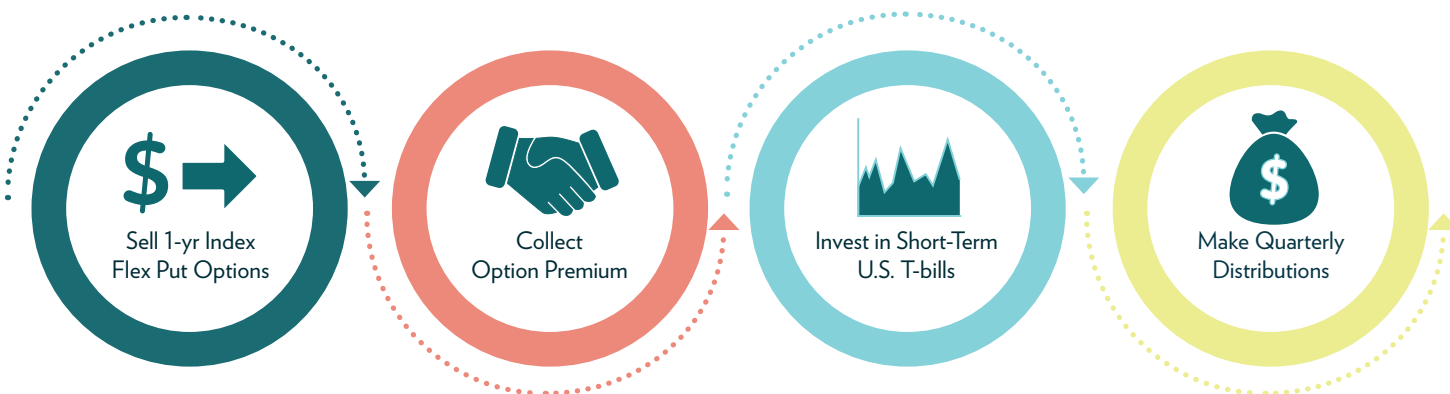 Sell 1-yr Index
Flex Put Options
Collect
Option Premium
Invest in Short-Term
U.S. T-bills
$
Make Quarterly
Distributions